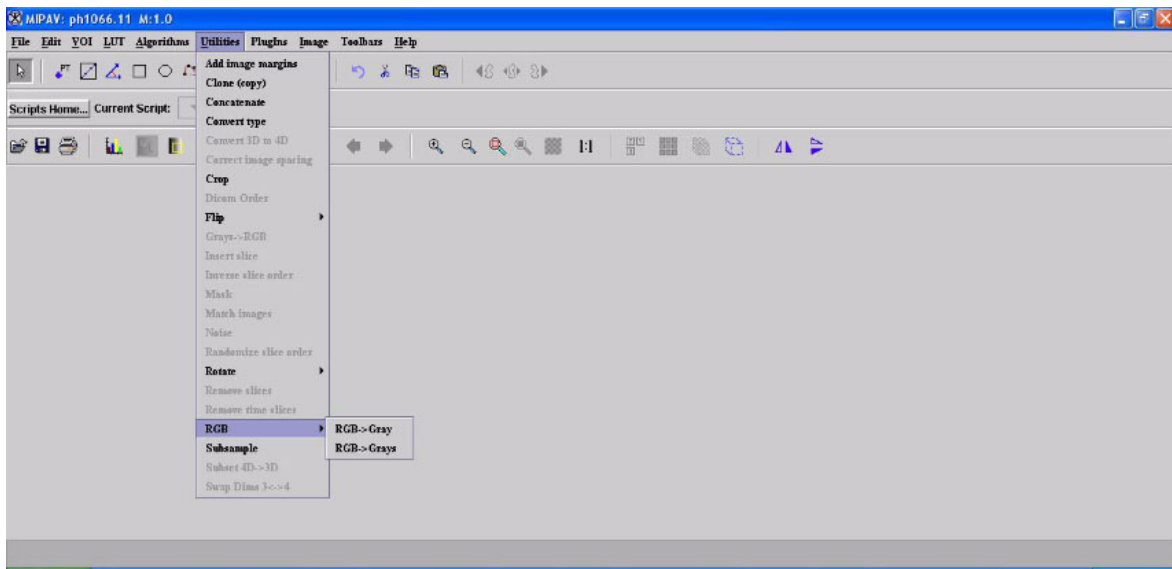 MIPAV: ph1066.11 M:1.0
File Edit VOI LUT Algorithms Utilities PlugIns Image Toolbars Help
PT
Scripts Home... Current Script:
1:1
Add image margins
Clone (copy)
Concatenate
Convert type
Convert 3D to 4D
Correct image spacing
Crop
Dicom Order
Flip
Grays->RGB
Insert slice
Inverse slice order
Mask
Match images
Noise
Randomize slice order
Rotate
Remove slices
Remove time slices
RGB
Subsample
Subset 4D->3D
Swap Dims 3<->4
RGB->Gray
RGB->Grays